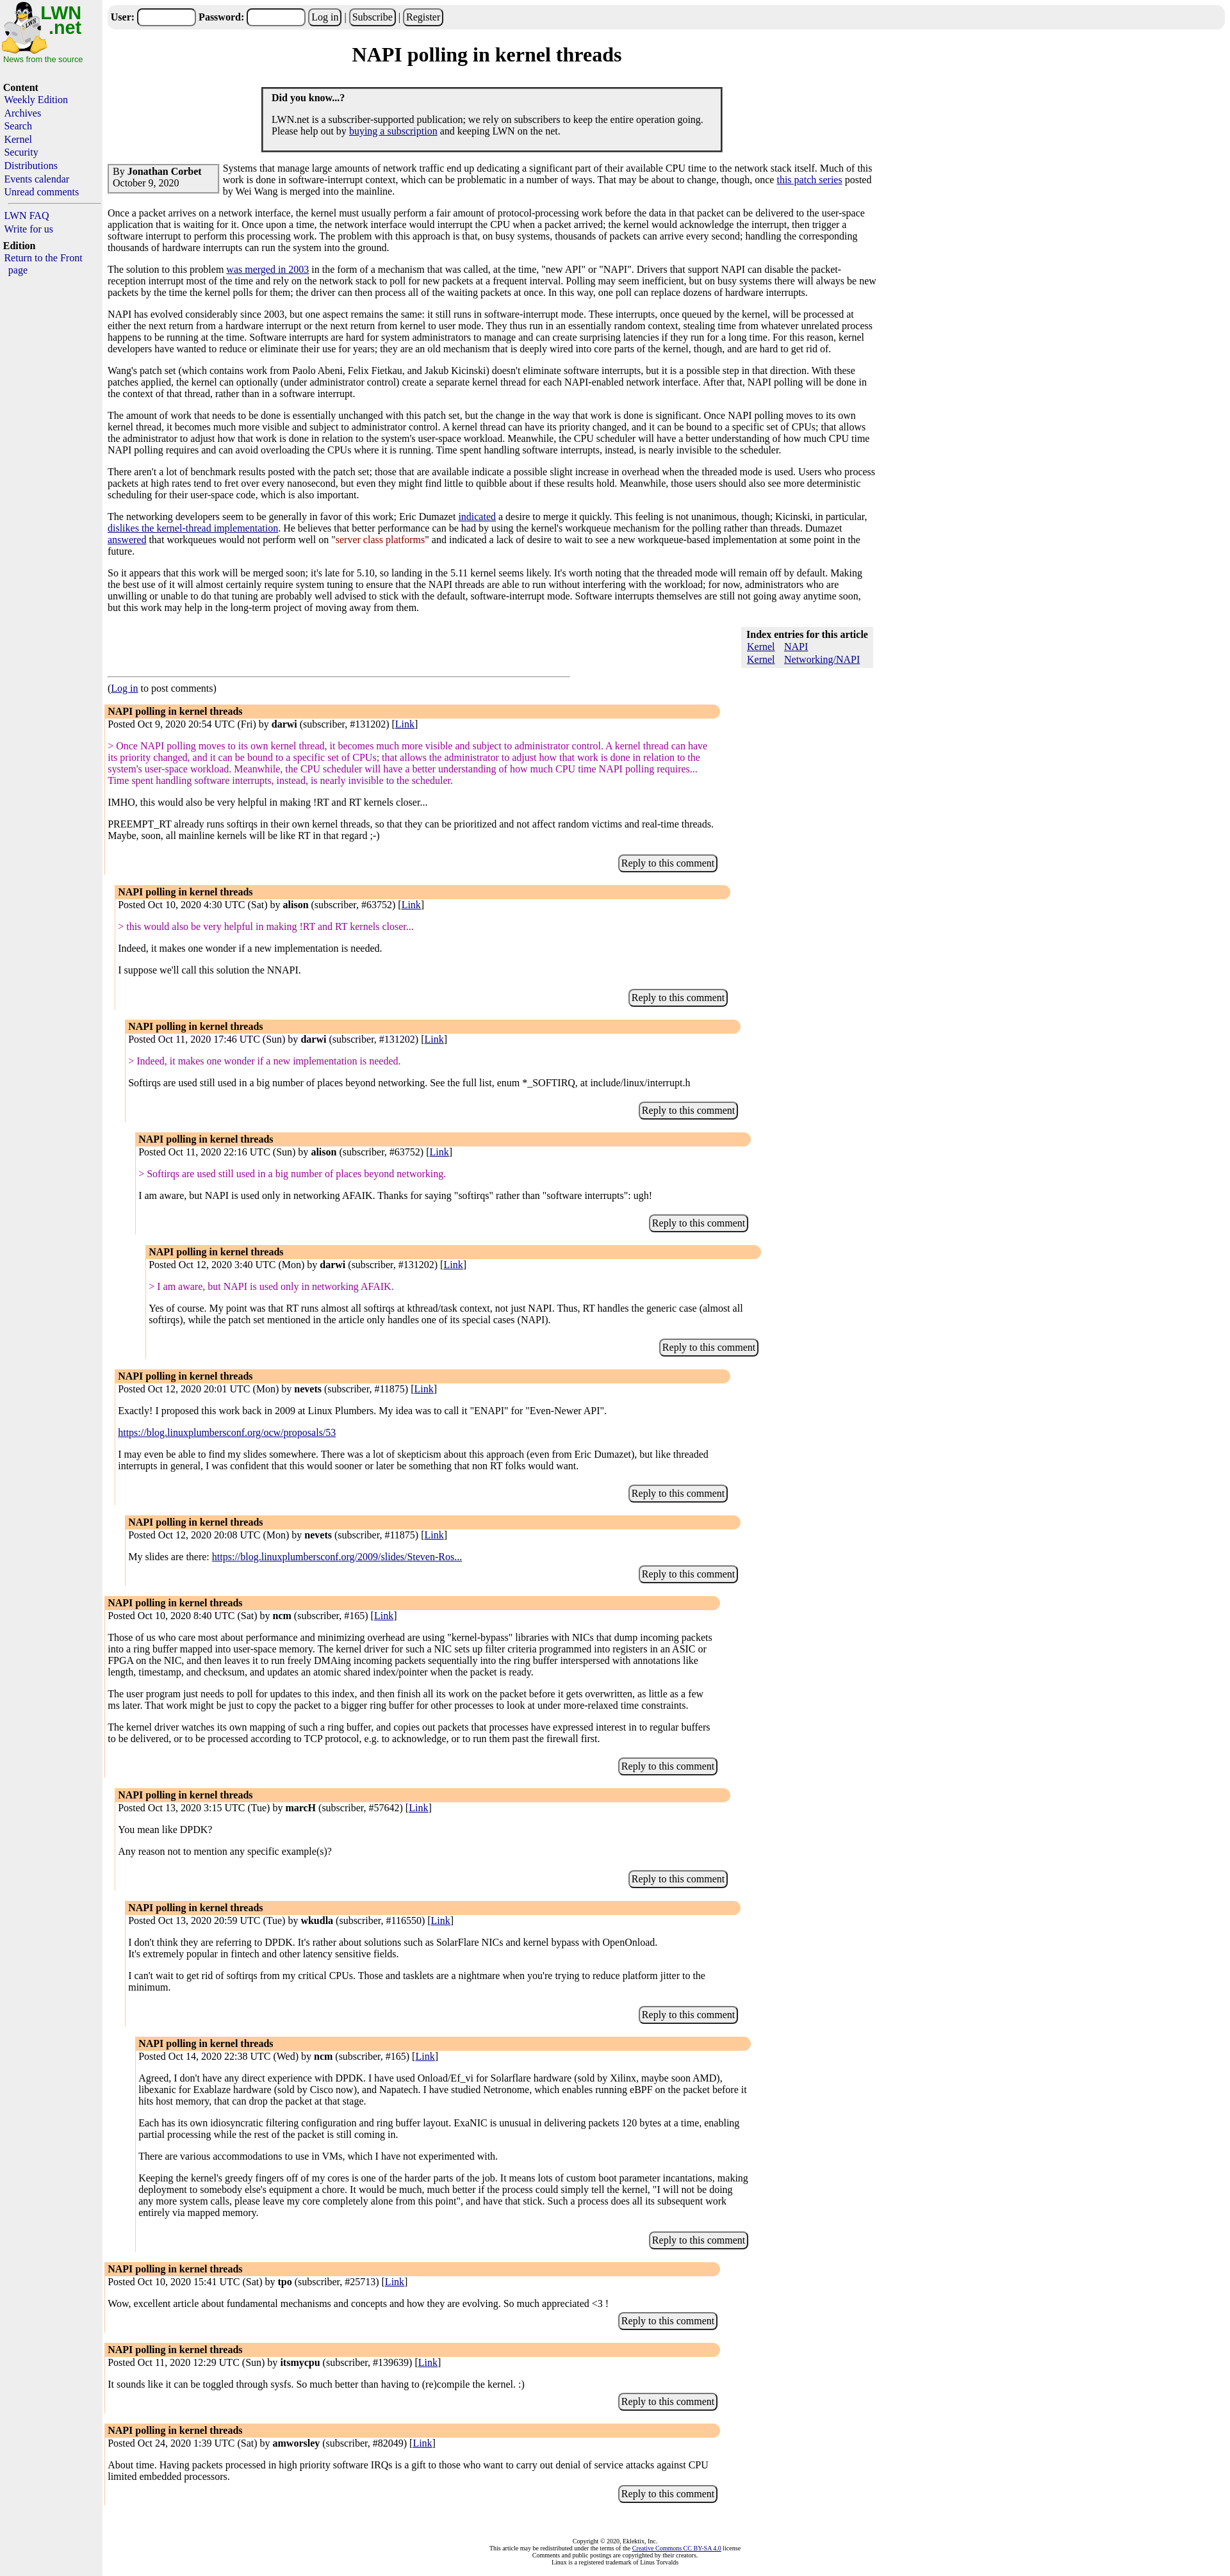 LWN
.net
News from the source
Content
Weekly Edition
Archives
Search
Kernel
Security
Distributions
Events calendar
Unread comments
LWN FAQ
Write for us
Edition
Return to the Front
page
User: Password: Log in | Subscribe | Register
NAPI polling in kernel threads
Did you know...?
LWN.net is a subscriber-supported publication; we rely on subscribers to keep the entire operation going.
Please help out by buying a subscription and keeping LWN on the net.
By Jonathan Corbet
October 9, 2020
Systems that manage large amounts of network traffic end up dedicating a significant part of their available CPU time to the network stack itself. Much of this
work is done in software-interrupt context, which can be problematic in a number of ways. That may be about to change, though, once this patch series posted
by Wei Wang is merged into the mainline.
Once a packet arrives on a network interface, the kernel must usually perform a fair amount of protocol-processing work before the data in that packet can be delivered to the user-space
application that is waiting for it. Once upon a time, the network interface would interrupt the CPU when a packet arrived; the kernel would acknowledge the interrupt, then trigger a
software interrupt to perform this processing work. The problem with this approach is that, on busy systems, thousands of packets can arrive every second; handling the corresponding
thousands of hardware interrupts can run the system into the ground.
The solution to this problem was merged in 2003 in the form of a mechanism that was called, at the time, "new API" or "NAPI". Drivers that support NAPI can disable the packet-
reception interrupt most of the time and rely on the network stack to poll for new packets at a frequent interval. Polling may seem inefficient, but on busy systems there will always be new
packets by the time the kernel polls for them; the driver can then process all of the waiting packets at once. In this way, one poll can replace dozens of hardware interrupts.
NAPI has evolved considerably since 2003, but one aspect remains the same: it still runs in software-interrupt mode. These interrupts, once queued by the kernel, will be processed at
either the next return from a hardware interrupt or the next return from kernel to user mode. They thus run in an essentially random context, stealing time from whatever unrelated process
happens to be running at the time. Software interrupts are hard for system administrators to manage and can create surprising latencies if they run for a long time. For this reason, kernel
developers have wanted to reduce or eliminate their use for years; they are an old mechanism that is deeply wired into core parts of the kernel, though, and are hard to get rid of.
Wang's patch set (which contains work from Paolo Abeni, Felix Fietkau, and Jakub Kicinski) doesn't eliminate software interrupts, but it is a possible step in that direction. With these
patches applied, the kernel can optionally (under administrator control) create a separate kernel thread for each NAPI-enabled network interface. After that, NAPI polling will be done in
the context of that thread, rather than in a software interrupt.
The amount of work that needs to be done is essentially unchanged with this patch set, but the change in the way that work is done is significant. Once NAPI polling moves to its own
kernel thread, it becomes much more visible and subject to administrator control. A kernel thread can have its priority changed, and it can be bound to a specific set of CPUs; that allows
the administrator to adjust how that work is done in relation to the system's user-space workload. Meanwhile, the CPU scheduler will have a better understanding of how much CPU time
NAPI polling requires and can avoid overloading the CPUs where it is running. Time spent handling software interrupts, instead, is nearly invisible to the scheduler.
There aren't a lot of benchmark results posted with the patch set; those that are available indicate a possible slight increase in overhead when the threaded mode is used. Users who process
packets at high rates tend to fret over every nanosecond, but even they might find little to quibble about if these results hold. Meanwhile, those users should also see more deterministic
scheduling for their user-space code, which is also important.
The networking developers seem to be generally in favor of this work; Eric Dumazet indicated a desire to merge it quickly. This feeling is not unanimous, though; Kicinski, in particular,
dislikes the kernel-thread implementation. He believes that better performance can be had by using the kernel's workqueue mechanism for the polling rather than threads. Dumazet
answered that workqueues would not perform well on "server class platforms" and indicated a lack of desire to wait to see a new workqueue-based implementation at some point in the
future.
So it appears that this work will be merged soon; it's late for 5.10, so landing in the 5.11 kernel seems likely. It's worth noting that the threaded mode will remain off by default. Making
the best use of it will almost certainly require system tuning to ensure that the NAPI threads are able to run without interfering with the workload; for now, administrators who are
unwilling or unable to do that tuning are probably well advised to stick with the default, software-interrupt mode. Software interrupts themselves are still not going away anytime soon,
but this work may help in the long-term project of moving away from them.
Index entries for this article
Kernel NAPI
Kernel Networking/NAPI
(Log in to post comments)
NAPI polling in kernel threads
Posted Oct 9, 2020 20:54 UTC (Fri) by darwi (subscriber, #131202) [Link]
> Once NAPI polling moves to its own kernel thread, it becomes much more visible and subject to administrator control. A kernel thread can have
its priority changed, and it can be bound to a specific set of CPUs; that allows the administrator to adjust how that work is done in relation to the
system's user-space workload. Meanwhile, the CPU scheduler will have a better understanding of how much CPU time NAPI polling requires...
Time spent handling software interrupts, instead, is nearly invisible to the scheduler.
IMHO, this would also be very helpful in making !RT and RT kernels closer...
PREEMPT_RT already runs softirqs in their own kernel threads, so that they can be prioritized and not affect random victims and real-time threads.
Maybe, soon, all mainline kernels will be like RT in that regard ;-)
Reply to this comment
NAPI polling in kernel threads
Posted Oct 10, 2020 4:30 UTC (Sat) by alison (subscriber, #63752) [Link]
> this would also be very helpful in making !RT and RT kernels closer...
Indeed, it makes one wonder if a new implementation is needed.
I suppose we'll call this solution the NNAPI.
Reply to this comment
NAPI polling in kernel threads
Posted Oct 11, 2020 17:46 UTC (Sun) by darwi (subscriber, #131202) [Link]
> Indeed, it makes one wonder if a new implementation is needed.
Softirqs are used still used in a big number of places beyond networking. See the full list, enum *_SOFTIRQ, at include/linux/interrupt.h
Reply to this comment
NAPI polling in kernel threads
Posted Oct 11, 2020 22:16 UTC (Sun) by alison (subscriber, #63752) [Link]
> Softirqs are used still used in a big number of places beyond networking.
I am aware, but NAPI is used only in networking AFAIK. Thanks for saying "softirqs" rather than "software interrupts": ugh!
Reply to this comment
NAPI polling in kernel threads
Posted Oct 12, 2020 3:40 UTC (Mon) by darwi (subscriber, #131202) [Link]
> I am aware, but NAPI is used only in networking AFAIK.
Yes of course. My point was that RT runs almost all softirqs at kthread/task context, not just NAPI. Thus, RT handles the generic case (almost all
softirqs), while the patch set mentioned in the article only handles one of its special cases (NAPI).
Reply to this comment
NAPI polling in kernel threads
Posted Oct 12, 2020 20:01 UTC (Mon) by nevets (subscriber, #11875) [Link]
Exactly! I proposed this work back in 2009 at Linux Plumbers. My idea was to call it "ENAPI" for "Even-Newer API".
https://blog.linuxplumbersconf.org/ocw/proposals/53
I may even be able to find my slides somewhere. There was a lot of skepticism about this approach (even from Eric Dumazet), but like threaded
interrupts in general, I was confident that this would sooner or later be something that non RT folks would want.
Reply to this comment
NAPI polling in kernel threads
Posted Oct 12, 2020 20:08 UTC (Mon) by nevets (subscriber, #11875) [Link]
My slides are there: https://blog.linuxplumbersconf.org/2009/slides/Steven-Ros...
Reply to this comment
NAPI polling in kernel threads
Posted Oct 10, 2020 8:40 UTC (Sat) by ncm (subscriber, #165) [Link]
Those of us who care most about performance and minimizing overhead are using "kernel-bypass" libraries with NICs that dump incoming packets
into a ring buffer mapped into user-space memory. The kernel driver for such a NIC sets up filter criteria programmed into registers in an ASIC or
FPGA on the NIC, and then leaves it to run freely DMAing incoming packets sequentially into the ring buffer interspersed with annotations like
length, timestamp, and checksum, and updates an atomic shared index/pointer when the packet is ready.
The user program just needs to poll for updates to this index, and then finish all its work on the packet before it gets overwritten, as little as a few
ms later. That work might be just to copy the packet to a bigger ring buffer for other processes to look at under more-relaxed time constraints.
The kernel driver watches its own mapping of such a ring buffer, and copies out packets that processes have expressed interest in to regular buffers
to be delivered, or to be processed according to TCP protocol, e.g. to acknowledge, or to run them past the firewall first.
Reply to this comment
NAPI polling in kernel threads
Posted Oct 13, 2020 3:15 UTC (Tue) by marcH (subscriber, #57642) [Link]
You mean like DPDK?
Any reason not to mention any specific example(s)?
Reply to this comment
NAPI polling in kernel threads
Posted Oct 13, 2020 20:59 UTC (Tue) by wkudla (subscriber, #116550) [Link]
I don't think they are referring to DPDK. It's rather about solutions such as SolarFlare NICs and kernel bypass with OpenOnload.
It's extremely popular in fintech and other latency sensitive fields.
I can't wait to get rid of softirqs from my critical CPUs. Those and tasklets are a nightmare when you're trying to reduce platform jitter to the
minimum.
Reply to this comment
NAPI polling in kernel threads
Posted Oct 14, 2020 22:38 UTC (Wed) by ncm (subscriber, #165) [Link]
Agreed, I don't have any direct experience with DPDK. I have used Onload/Ef_vi for Solarflare hardware (sold by Xilinx, maybe soon AMD),
libexanic for Exablaze hardware (sold by Cisco now), and Napatech. I have studied Netronome, which enables running eBPF on the packet before it
hits host memory, that can drop the packet at that stage.
Each has its own idiosyncratic filtering configuration and ring buffer layout. ExaNIC is unusual in delivering packets 120 bytes at a time, enabling
partial processing while the rest of the packet is still coming in.
There are various accommodations to use in VMs, which I have not experimented with.
Keeping the kernel's greedy fingers off of my cores is one of the harder parts of the job. It means lots of custom boot parameter incantations, making
deployment to somebody else's equipment a chore. It would be much, much better if the process could simply tell the kernel, "I will not be doing
any more system calls, please leave my core completely alone from this point", and have that stick. Such a process does all its subsequent work
entirely via mapped memory.
Reply to this comment
NAPI polling in kernel threads
Posted Oct 10, 2020 15:41 UTC (Sat) by tpo (subscriber, #25713) [Link]
Wow, excellent article about fundamental mechanisms and concepts and how they are evolving. So much appreciated <3 !
Reply to this comment
NAPI polling in kernel threads
Posted Oct 11, 2020 12:29 UTC (Sun) by itsmycpu (subscriber, #139639) [Link]
It sounds like it can be toggled through sysfs. So much better than having to (re)compile the kernel. :)
Reply to this comment
NAPI polling in kernel threads
Posted Oct 24, 2020 1:39 UTC (Sat) by amworsley (subscriber, #82049) [Link]
About time. Having packets processed in high priority software IRQs is a gift to those who want to carry out denial of service attacks against CPU
limited embedded processors.
Reply to this comment
Copyright © 2020, Eklektix, Inc.
This article may be redistributed under the terms of the Creative Commons CC BY-SA 4.0 license
Comments and public postings are copyrighted by their creators.
Linux is a registered trademark of Linus Torvalds